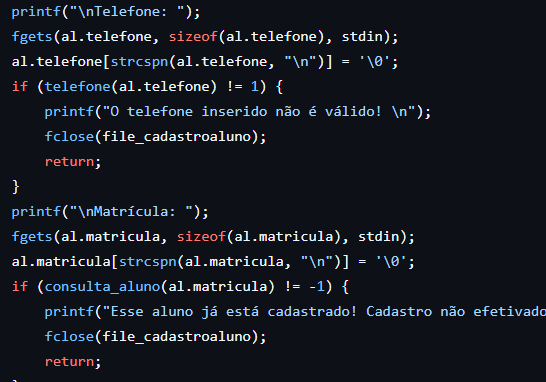 printf("\nTelefone: ");
fgets(al.telefone, sizeof(al.telefone), stdin);
al.telefone[strcspn(al.telefone, "\n")] = '\0';
if (telefone(al.telefone) != 1) {
    printf("O telefone inserido não é válido! \n");
    fclose(file_cadastroaluno);
    return;
}
printf("\nMatrícula: ");
fgets(al.matricula, sizeof(al.matricula), stdin);
al.matricula[strcspn(al.matricula, "\n")] = '\0';
if (consulta_aluno(al.matricula) != -1) {
    printf("Esse aluno já está cadastrado! Cadastro não efetivado
    fclose(file_cadastroaluno);
    return;